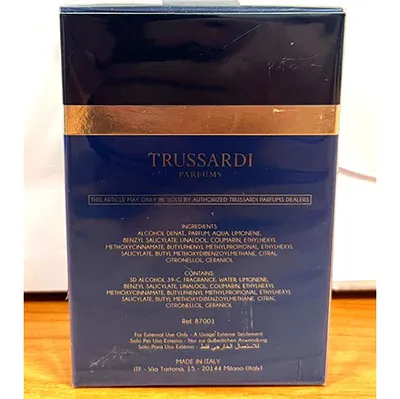 TRUSSARDI
PARFUMS
THIS ARTICLE MAY ONLY BE SOLD BY AUTHORIZED TRUSSARDI PARFUMS DEALERS
INGREDIENTS
ALCOHOL DENAT, PARFUM, AQUA, LIMONENE,
BENZYL SALICYLATE, LINALOOL, COUMARIN, ETHYLHEXYL
METHOXYCINNAMATE, BUTYLPHENYL METHYLPROPIONAL, ETHYLHEXYL
SALICYLATE, BUTYL METHOXYDIBENZOYLMETHANE, CITRAL,
CITRONELLOL, GERANIOL
CONTAINS:
SD ALCOHOL 39-C, FRAGRANCE, WATER, LIMONENE,
BENZYL SALICYLATE, LINALOOL, COUMARIN, ETHYLHEXYL
METHOXYCINNAMATE, BUTYLPHENYL METHYLPROPIONAL, ETHYLHEXYL
SALICYLATE, BUTYL METHOXYDIBENZOYLMETHANE, CITRAL,
CITRONELLOL, GERANIOL
Ref. 87001
For External Use Only - A Usage Externe Seulement
Solo Per Uso Esterno - Nur zur äußerlichen Anwendung
Solo Para Uso Externo - للاستعمال الخارجي فقط
MADE IN ITALY
ITF - Via Tortona, 15 - 20144 Milano (Italy)